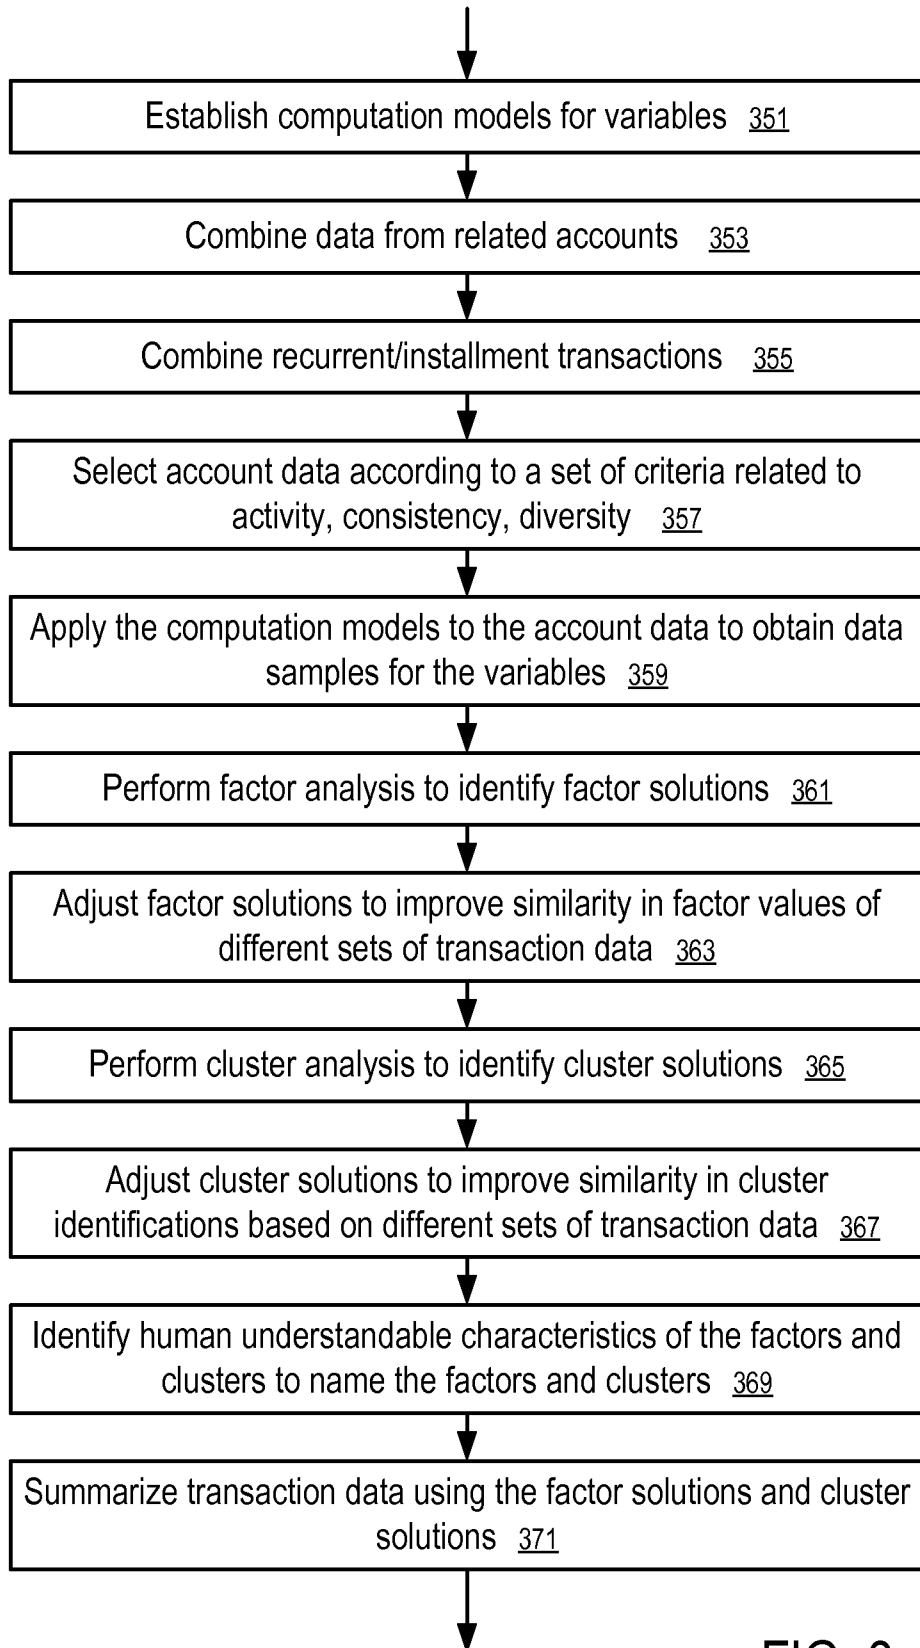 Establish computation models for variables 351
Combine data from related accounts 353
Combine recurrent/installment transactions 355
Select account data according to a set of criteria related to
activity, consistency, diversity 357
Apply the computation models to the account data to obtain data
samples for the variables 359
Perform factor analysis to identify factor solutions 361
Adjust factor solutions to improve similarity in factor values of
different sets of transaction data 363
Perform cluster analysis to identify cluster solutions 365
Adjust cluster solutions to improve similarity in cluster
identifications based on different sets of transaction data 367
Identify human understandable characteristics of the factors and
clusters to name the factors and clusters 369
Summarize transaction data using the factor solutions and cluster
solutions 371
FIG.